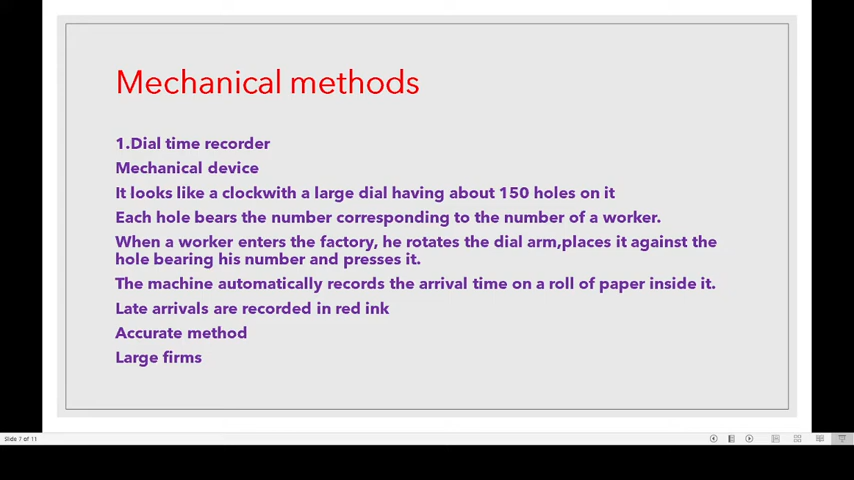 Mechanical methods
1.Dial time recorder
Mechanical device
It looks like a clockwith a large dial having about 150 holes on it
Each hole bears the number corresponding to the number of a worker.
When a worker enters the factory, he rotates the dial arm,places it against the
hole bearing his number and presses it.
The machine automatically records the arrival time on a roll of paper inside it.
Late arrivals are recorded in red ink
Accurate method
Large firms
Slide 7 of 11